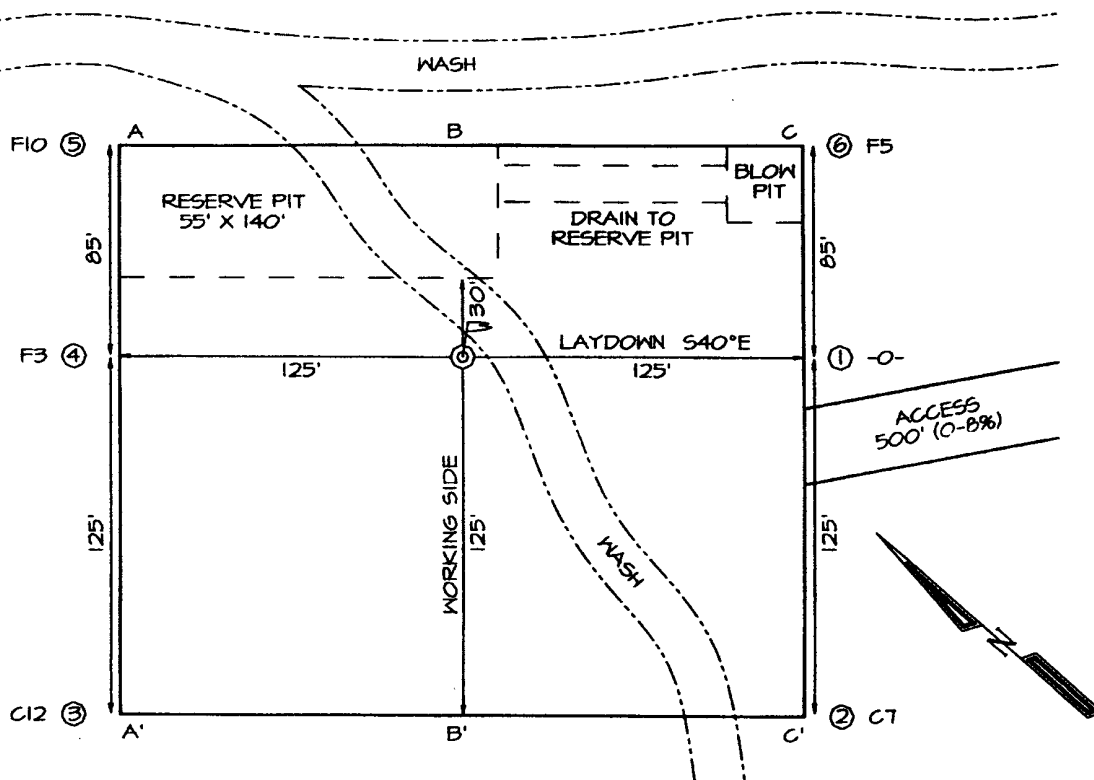 WASH
A B C
F10 ⑤
⑥ F5
RESERVE PIT
55' X 140'
BLOW
PIT
DRAIN TO
RESERVE PIT
85'
85'
30'
F3 ④
LAYDOWN S40°E
① -0-
125'
125'
ACCESS
500' (0-8%)
WORKING SIDE
125'
125'
125'
WASH
N
C12 ③
② C7
A' B' C'